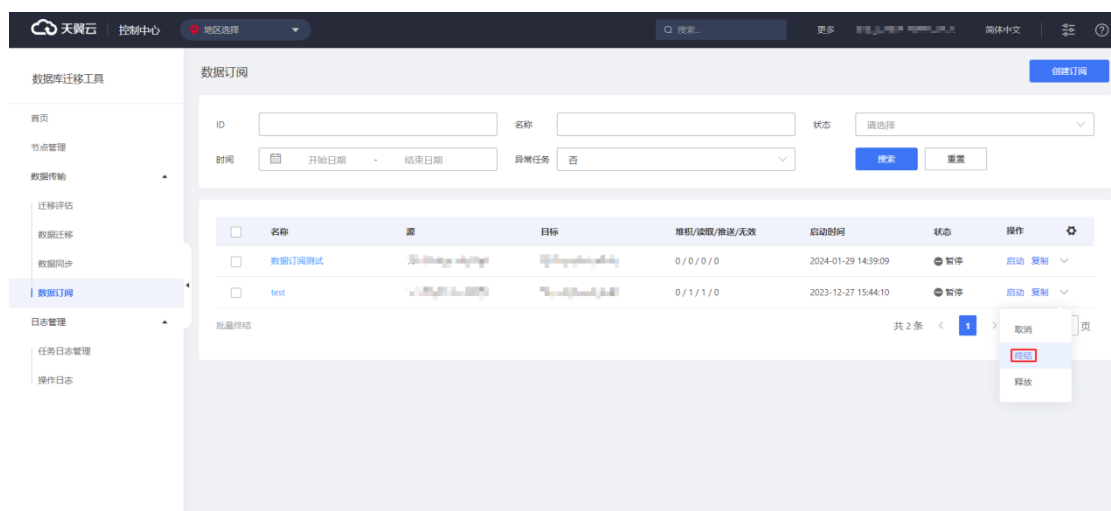 天翼云 控制中心 地区选择 搜索... 更多 简体中文
数据库迁移工具
首页
节点管理
数据传输
迁移评估
数据迁移
数据同步
数据订阅
日志管理
任务日志管理
操作日志
数据订阅 创建订阅
ID 名称 状态 请选择
时间 开始日期 - 结束日期 异常任务 否 搜索 重置
名称 源 目标 堆积/读取/推送/无效 启动时间 状态 操作
数据订阅测试 0 / 0 / 0 / 0 2024-01-29 14:39:09 暂停 启动 复制
test 0 / 1 / 1 / 0 2023-12-27 15:44:10 暂停 启动 复制
批量终结 共 2 条 1 页
取消
终结
释放